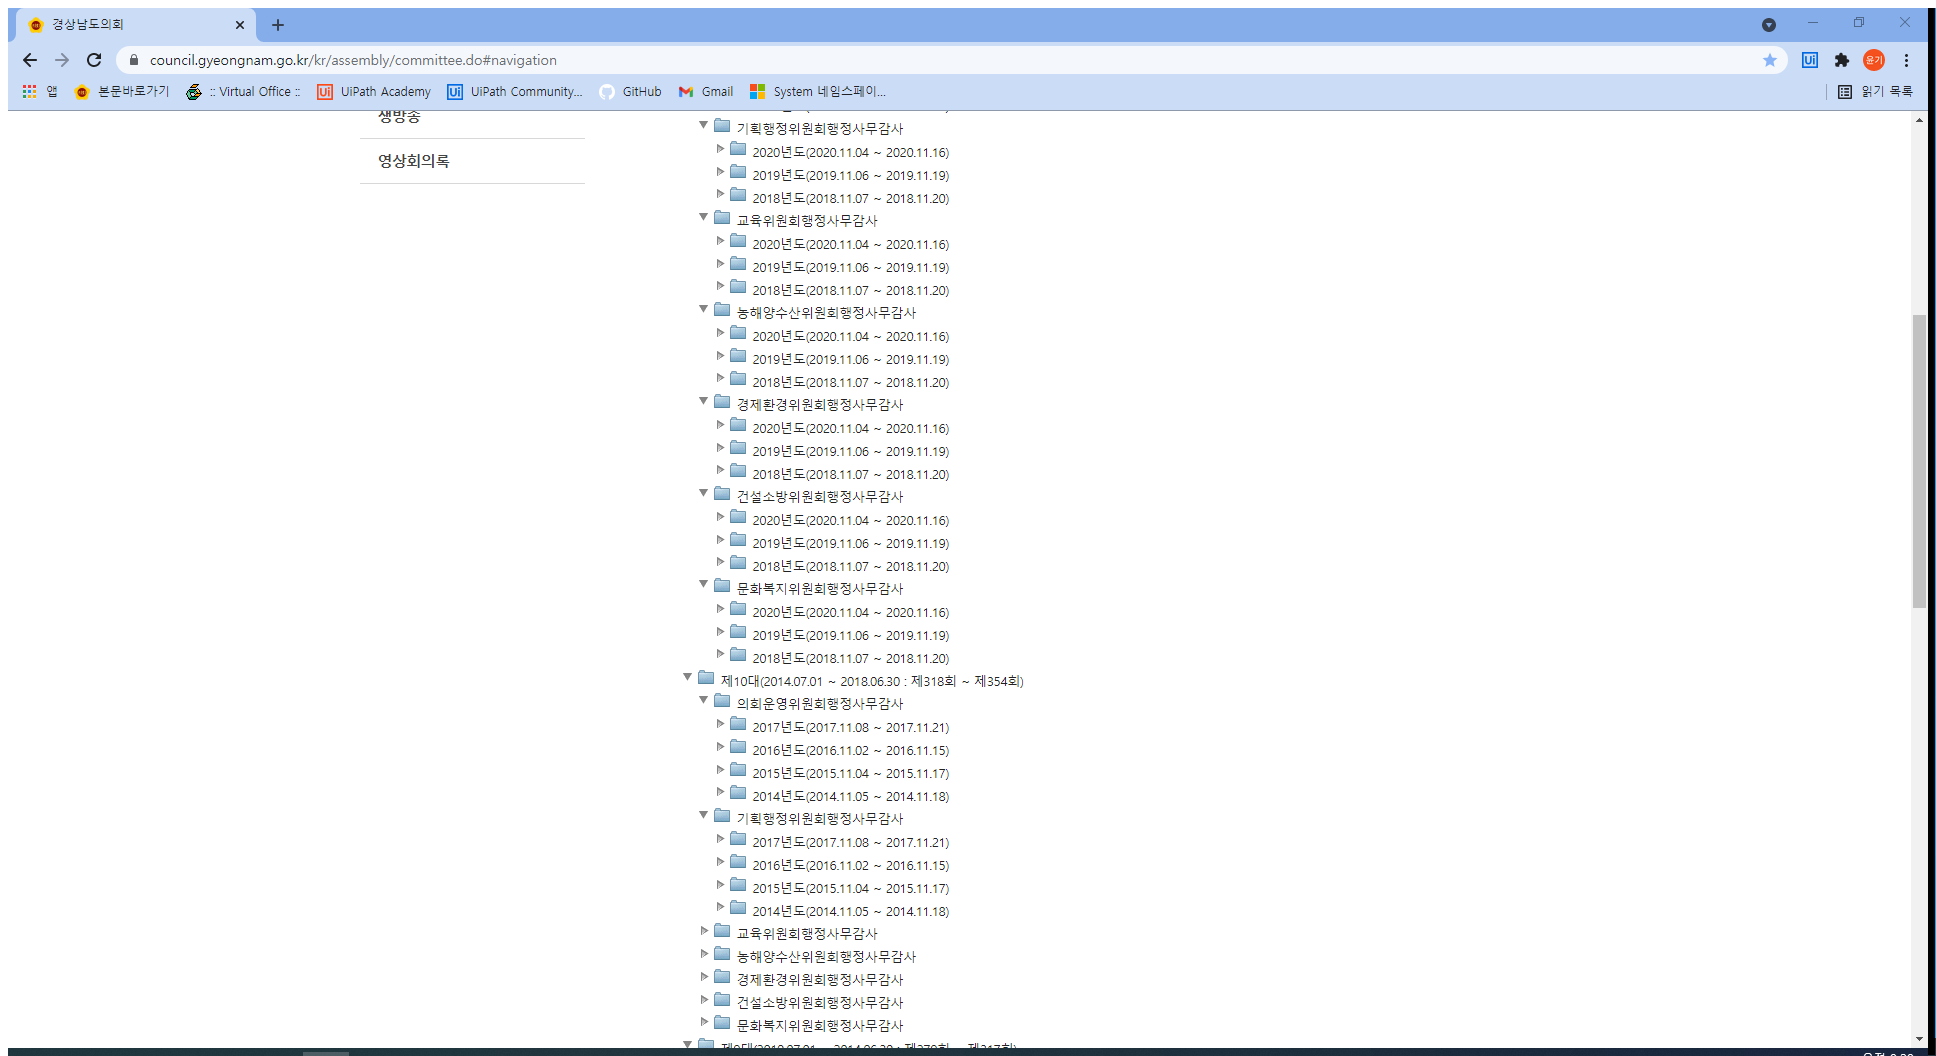 경상남도의회
council.gyeongnam.go.kr/kr/assembly/committee.do#navigation
Ui
윤기
앱
본문바로가기
:: Virtual Office ::
Ui UiPath Academy
Ui UiPath Community...
GitHub
Gmail
System 네임스페이...
읽기 목록
생방송
영상회의록
기획행정위원회행정사무감사
2020년도(2020.11.04 ~ 2020.11.16)
2019년도(2019.11.06 ~ 2019.11.19)
2018년도(2018.11.07 ~ 2018.11.20)
교육위원회행정사무감사
2020년도(2020.11.04 ~ 2020.11.16)
2019년도(2019.11.06 ~ 2019.11.19)
2018년도(2018.11.07 ~ 2018.11.20)
농해양수산위원회행정사무감사
2020년도(2020.11.04 ~ 2020.11.16)
2019년도(2019.11.06 ~ 2019.11.19)
2018년도(2018.11.07 ~ 2018.11.20)
경제환경위원회행정사무감사
2020년도(2020.11.04 ~ 2020.11.16)
2019년도(2019.11.06 ~ 2019.11.19)
2018년도(2018.11.07 ~ 2018.11.20)
건설소방위원회행정사무감사
2020년도(2020.11.04 ~ 2020.11.16)
2019년도(2019.11.06 ~ 2019.11.19)
2018년도(2018.11.07 ~ 2018.11.20)
문화복지위원회행정사무감사
2020년도(2020.11.04 ~ 2020.11.16)
2019년도(2019.11.06 ~ 2019.11.19)
2018년도(2018.11.07 ~ 2018.11.20)
제10대(2014.07.01 ~ 2018.06.30 : 제318회 ~ 제354회)
의회운영위원회행정사무감사
2017년도(2017.11.08 ~ 2017.11.21)
2016년도(2016.11.02 ~ 2016.11.15)
2015년도(2015.11.04 ~ 2015.11.17)
2014년도(2014.11.05 ~ 2014.11.18)
기획행정위원회행정사무감사
2017년도(2017.11.08 ~ 2017.11.21)
2016년도(2016.11.02 ~ 2016.11.15)
2015년도(2015.11.04 ~ 2015.11.17)
2014년도(2014.11.05 ~ 2014.11.18)
교육위원회행정사무감사
농해양수산위원회행정사무감사
경제환경위원회행정사무감사
건설소방위원회행정사무감사
문화복지위원회행정사무감사